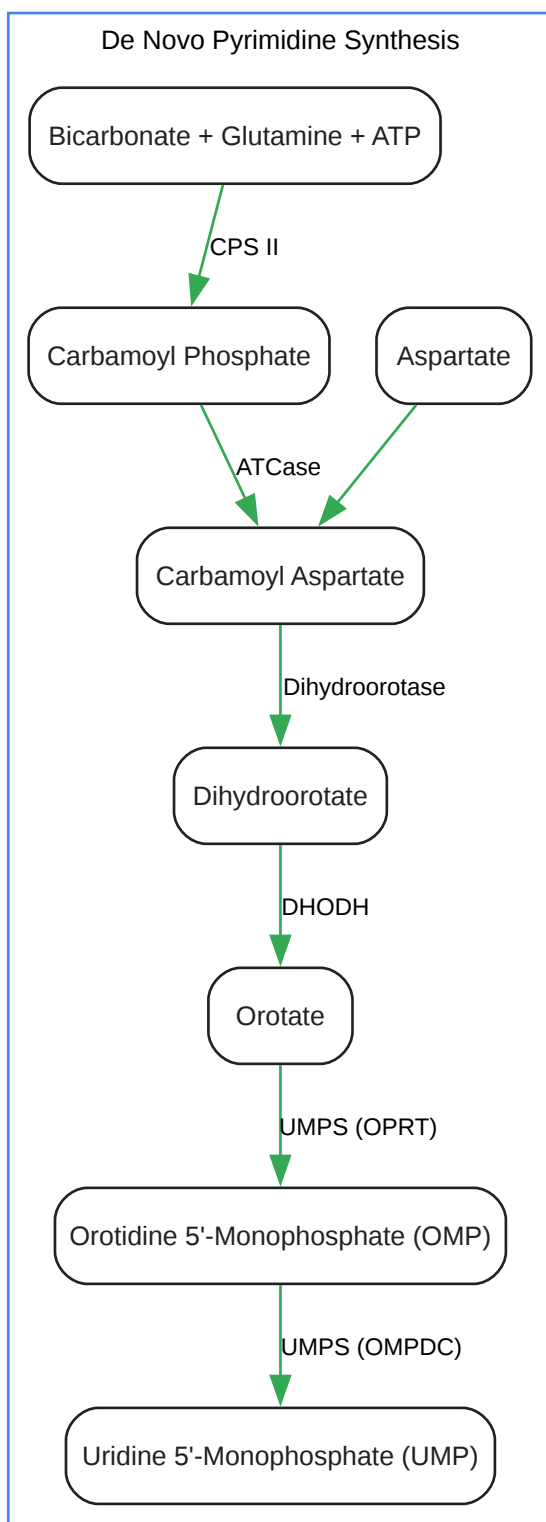 De Novo Pyrimidine Synthesis
Bicarbonate + Glutamine + ATP
CPS II
Carbamoyl Phosphate
Aspartate
ATCase
Carbamoyl Aspartate
Dihydroorotase
Dihydroorotate
DHODH
Orotate
UMPS (OPRT)
Orotidine 5'-Monophosphate (OMP)
UMPS (OMPDC)
Uridine 5'-Monophosphate (UMP)